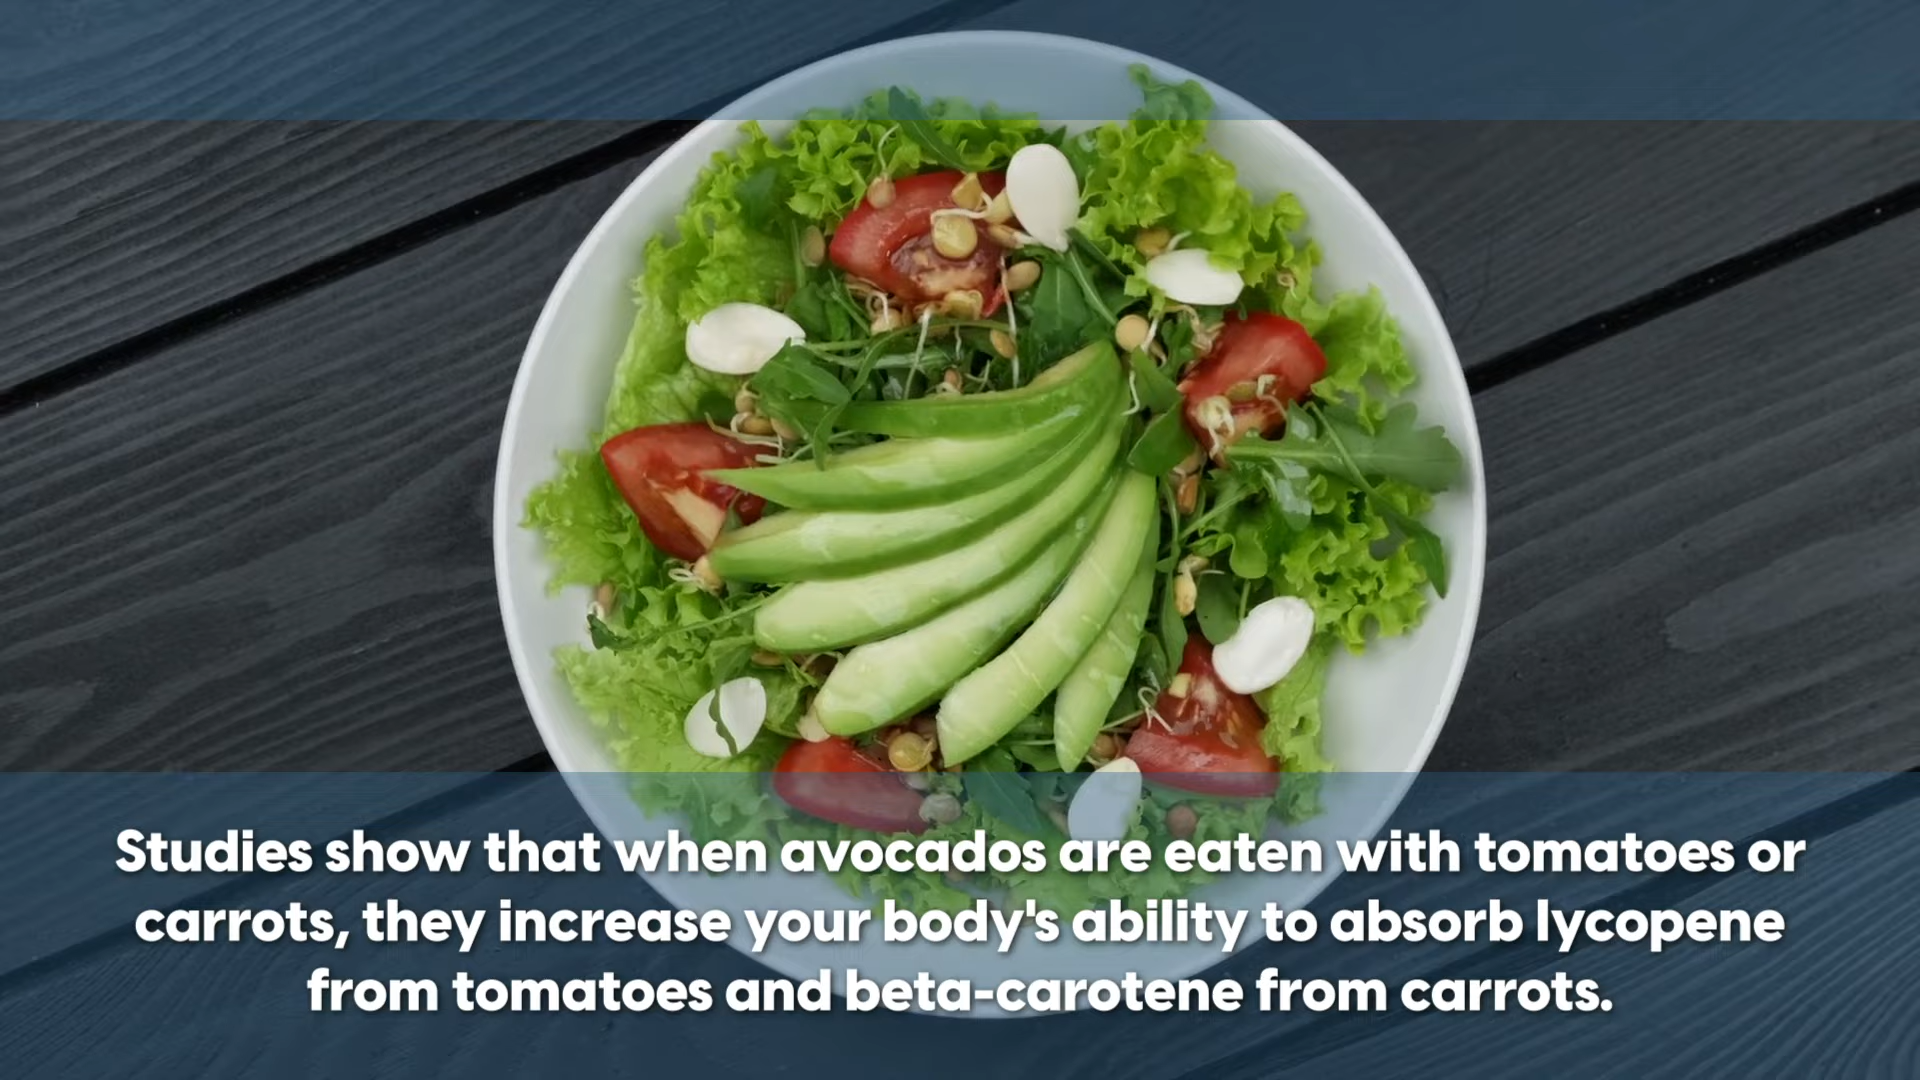 Studies show that when avocados are eaten with tomatoes or
carrots, they increase your body's ability to absorb lycopene
from tomatoes and beta-carotene from carrots.